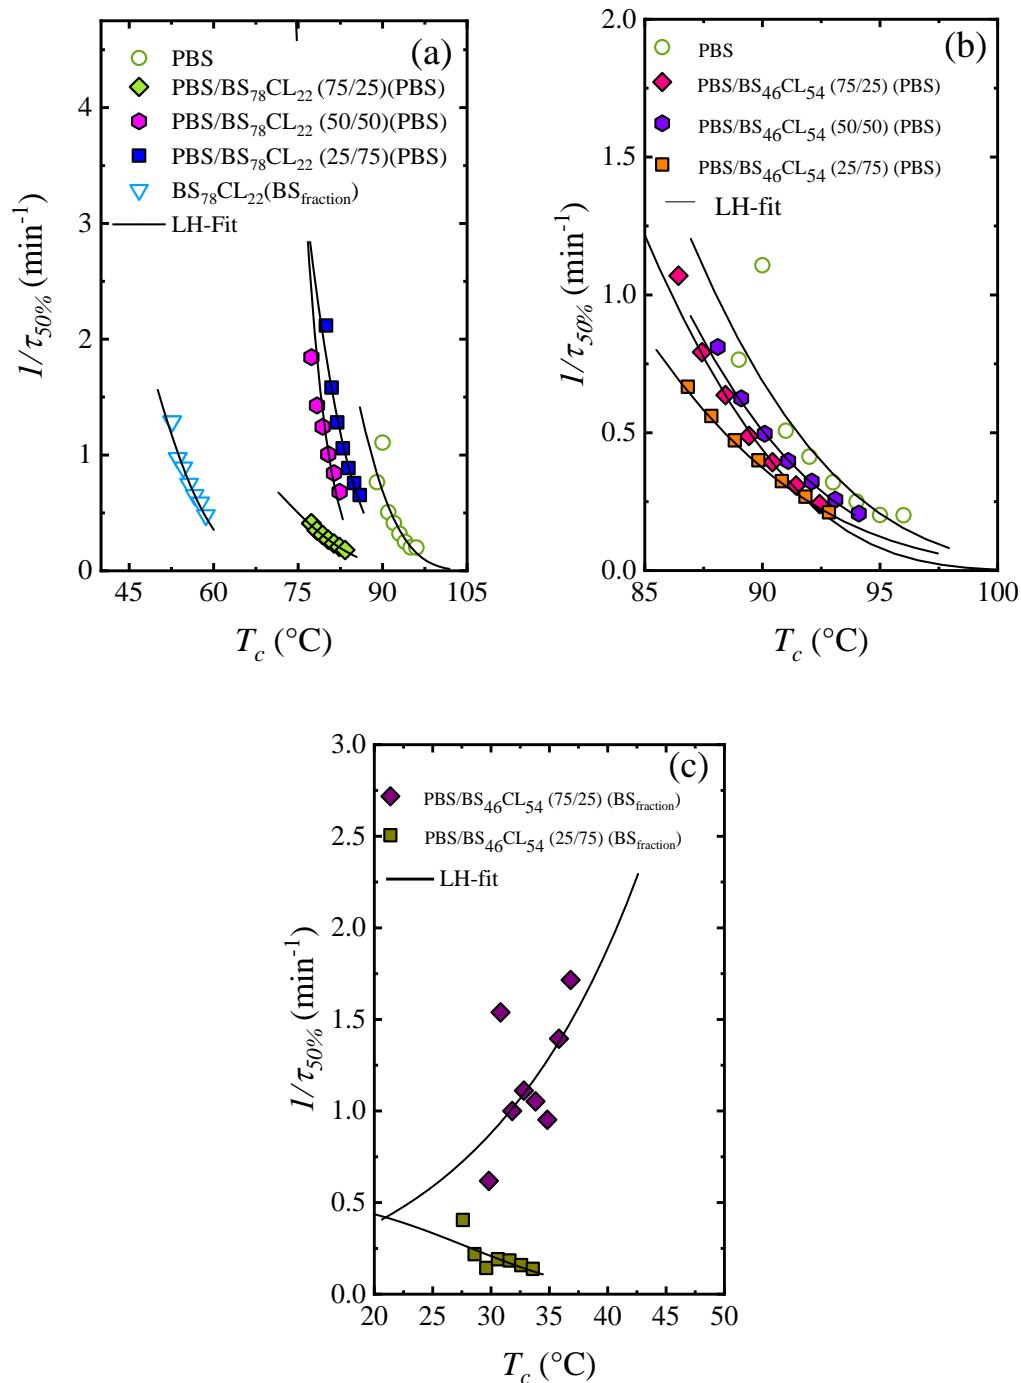 (a)
PBS
PBS/BS78CL22 (75/25)(PBS)
PBS/BS78CL22 (50/50)(PBS)
PBS/BS78CL22 (25/75)(PBS)
BS78CL22(BSfraction)
LH-Fit
4
3
2
1
0
45 60 75 90 105
1/τ50% (min-1)
Tc (°C)
(b)
PBS
PBS/BS46CL54 (75/25) (PBS)
PBS/BS46CL54 (50/50) (PBS)
PBS/BS46CL54 (25/75) (PBS)
LH-fit
2.0
1.5
1.0
0.5
0.0
85 90 95 100
1/τ50% (min-1)
Tc (°C)
(c)
PBS/BS46CL54 (75/25) (BSfraction)
PBS/BS46CL54 (25/75) (BSfraction)
LH-fit
3.0
2.5
2.0
1.5
1.0
0.5
0.0
20 25 30 35 40 45 50
1/τ50% (min-1)
Tc (°C)